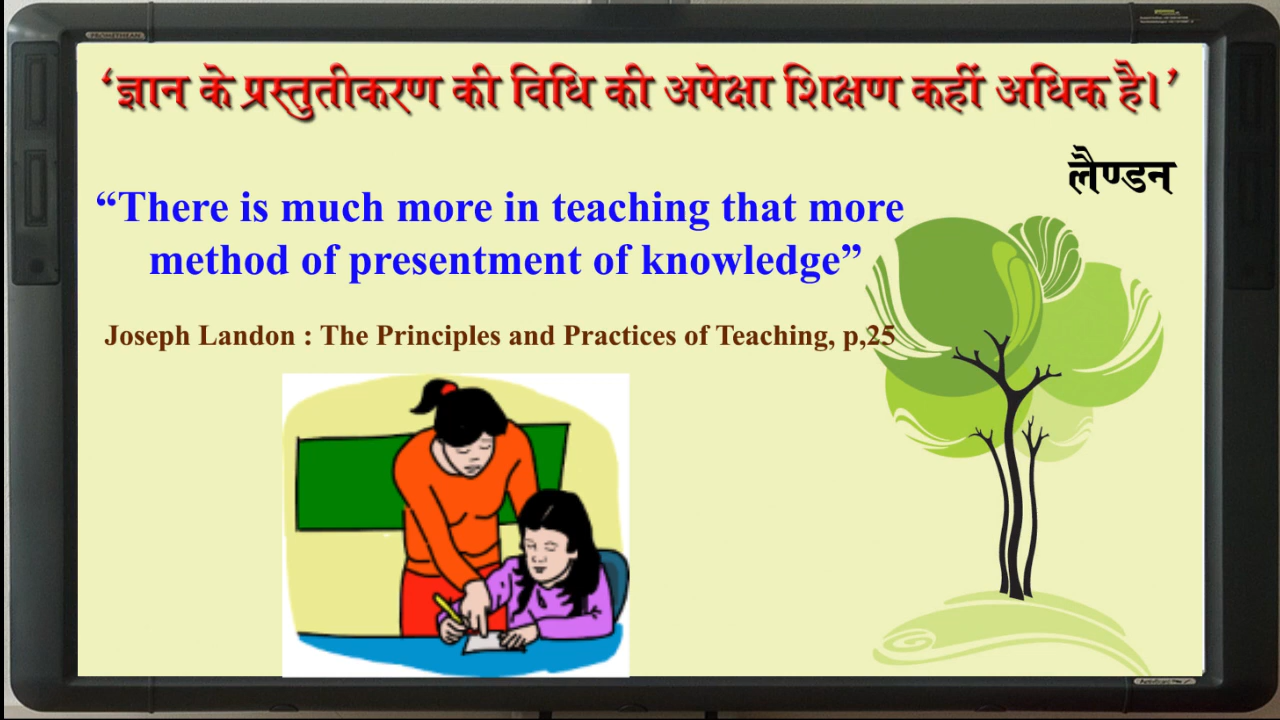 PROMETHEAN
‘ज्ञान के प्रस्तुतीकरण की विधि की अपेक्षा शिक्षण कहीं अधिक है।’
लैण्डन
“There is much more in teaching that more
method of presentment of knowledge”
Joseph Landon : The Principles and Practices of Teaching, p,25